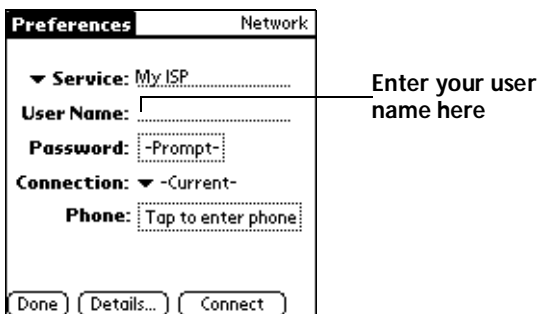 Preferences Network
Service: My ISP
User Name:
Password: -Prompt-
Connection: -Current-
Phone: Tap to enter phone
Done Details... Connect
Enter your user
name here